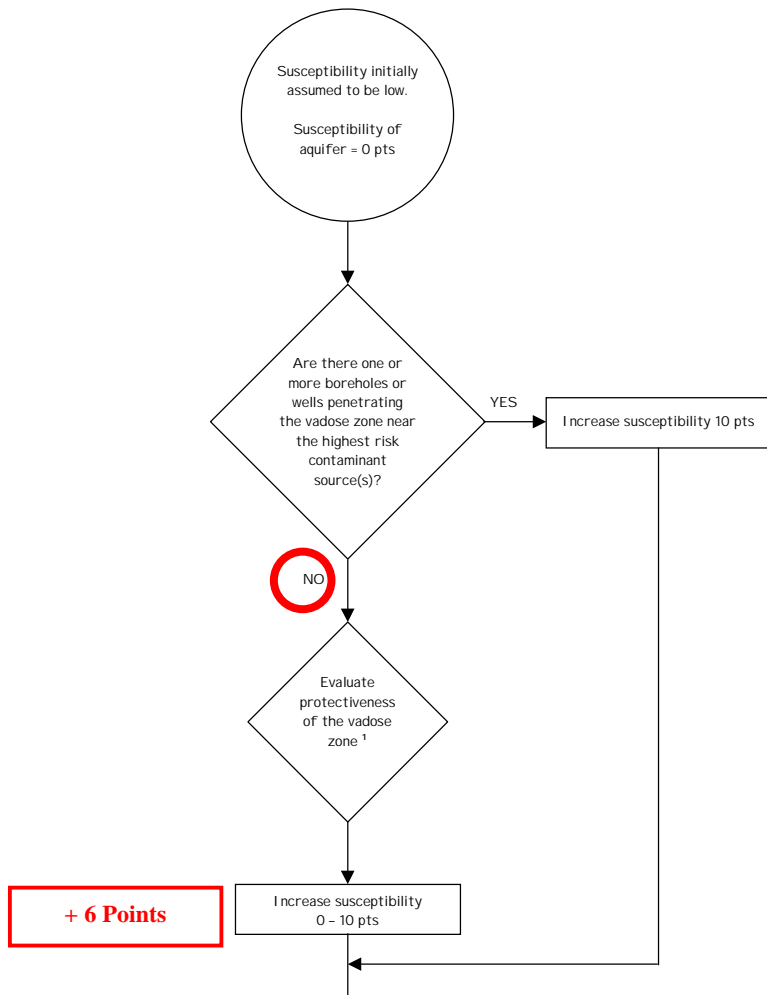 Susceptibility initially
assumed to be low.
Susceptibility of
aquifer = 0 pts
Are there one or
more boreholes or
wells penetrating
the vadose zone near
the highest risk
contaminant
source(s)?
YES
Increase susceptibility 10 pts
NO
Evaluate
protectiveness
of the vadose
zone ¹
+ 6 Points
Increase susceptibility
0 – 10 pts